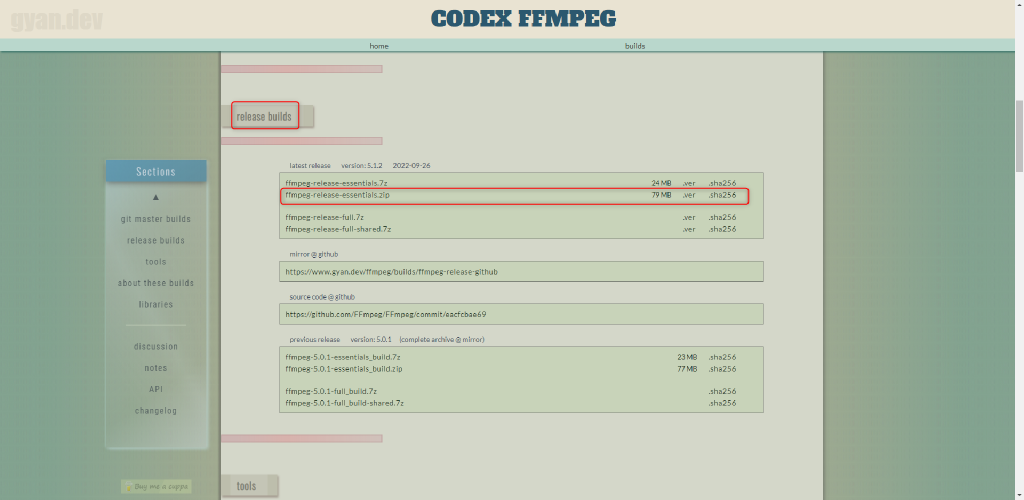 gyan.dev
CODEX FFMPEG
home builds
release builds
latest release version: 5.1.2 2022-09-26
ffmpeg-release-essentials.7z 24 MB .ver .sha256
ffmpeg-release-essentials.zip 79 MB .ver .sha256
ffmpeg-release-full.7z .ver .sha256
ffmpeg-release-full-shared.7z .ver .sha256
mirror @ github
https://www.gyan.dev/ffmpeg/builds/ffmpeg-release-github
source code @ github
https://github.com/FFmpeg/FFmpeg/commit/eacfcbae69
previous release version: 5.0.1 (complete archive @ mirror)
ffmpeg-5.0.1-essentials_build.7z 23 MB .sha256
ffmpeg-5.0.1-essentials_build.zip 77 MB .sha256
ffmpeg-5.0.1-full_build.7z .sha256
ffmpeg-5.0.1-full_build-shared.7z .sha256
tools
Sections
▲
git master builds
release builds
tools
about these builds
libraries
discussion
notes
API
changelog
Buy me a cuppa